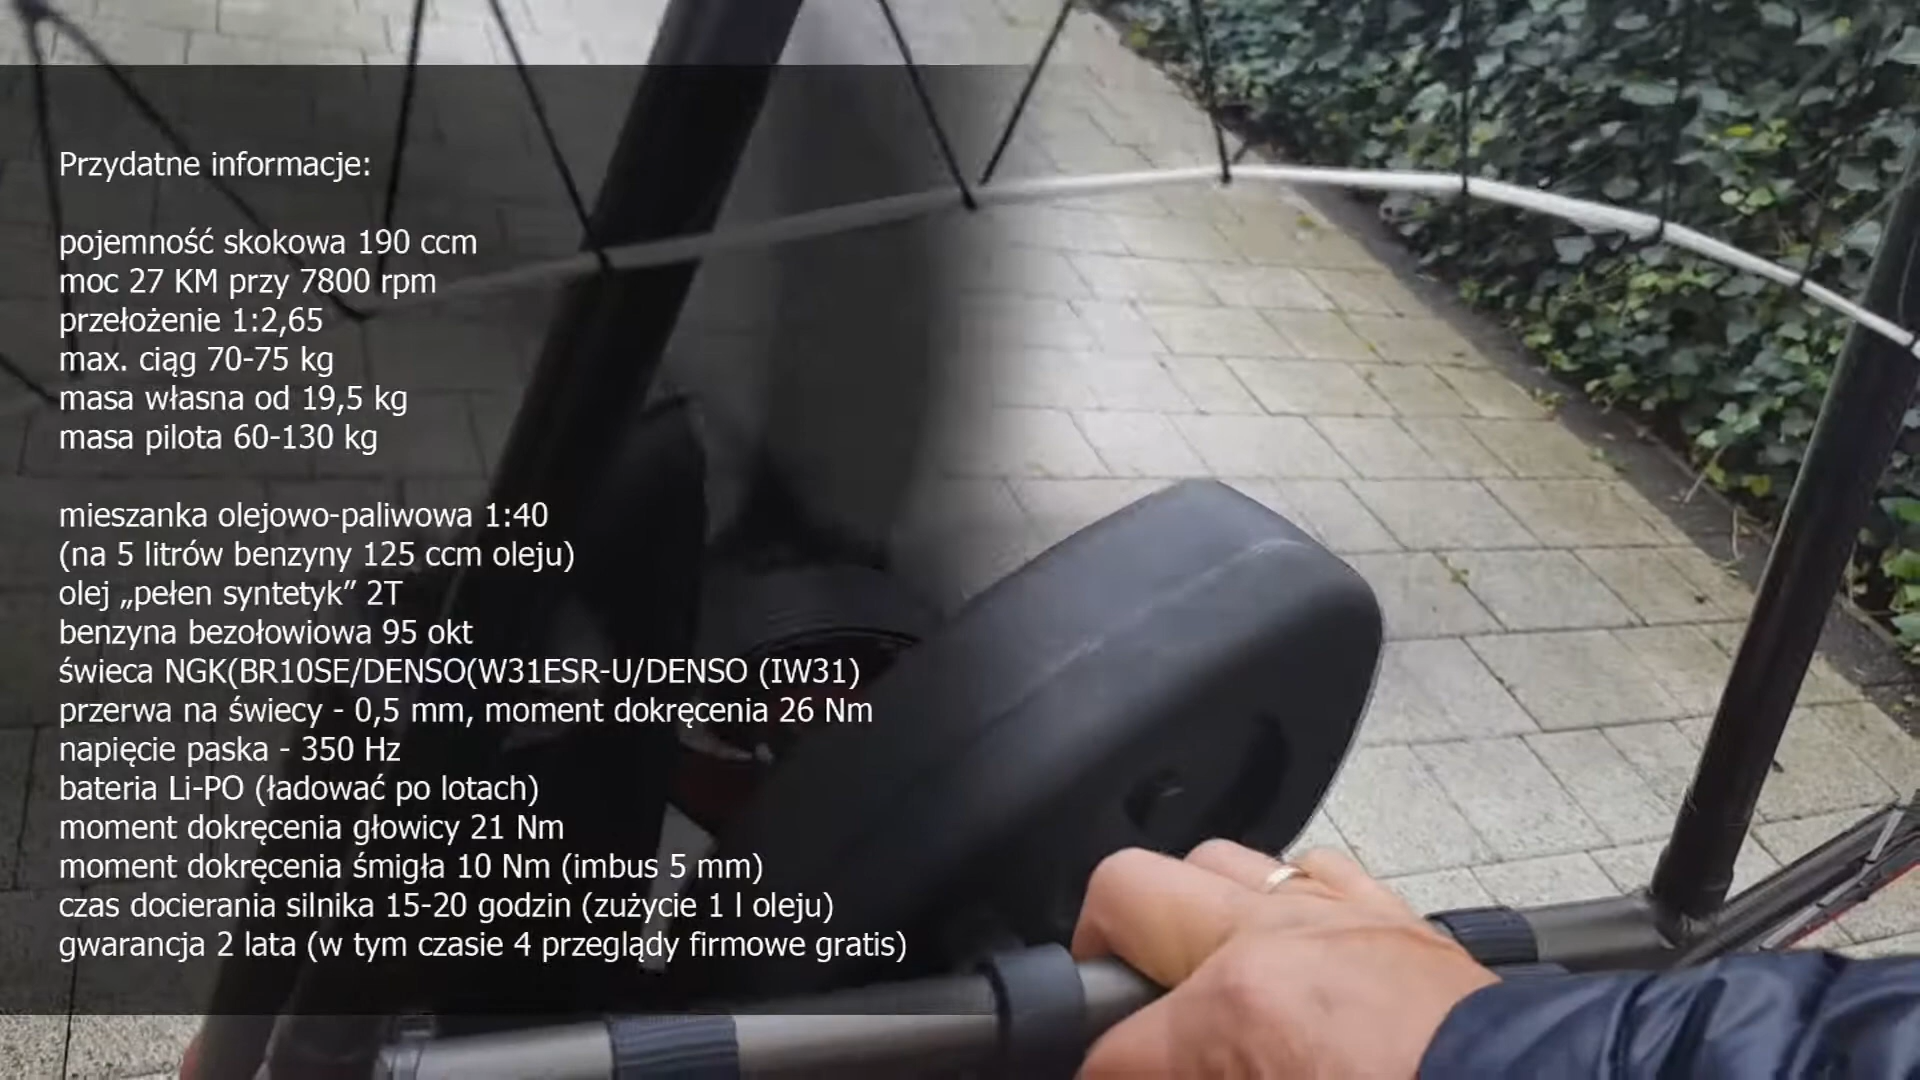 Przydatne informacje:
pojemność skokowa 190 ccm
moc 27 KM przy 7800 rpm
przełożenie 1:2,65
max. ciąg 70-75 kg
masa własna od 19,5 kg
masa pilota 60-130 kg
mieszanka olejowo-paliwowa 1:40
(na 5 litrów benzyny 125 ccm oleju)
olej „pełen syntetyk” 2T
benzyna bezołowiowa 95 okt
świeca NGK(BR10SE/DENSO(W31ESR-U/DENSO (IW31)
przerwa na świecy - 0,5 mm, moment dokręcenia 26 Nm
napięcie paska - 350 Hz
bateria Li-PO (ładować po lotach)
moment dokręcenia głowicy 21 Nm
moment dokręcenia śmigła 10 Nm (imbus 5 mm)
czas docierania silnika 15-20 godzin (zużycie 1 l oleju)
gwarancja 2 lata (w tym czasie 4 przeglądy firmowe gratis)